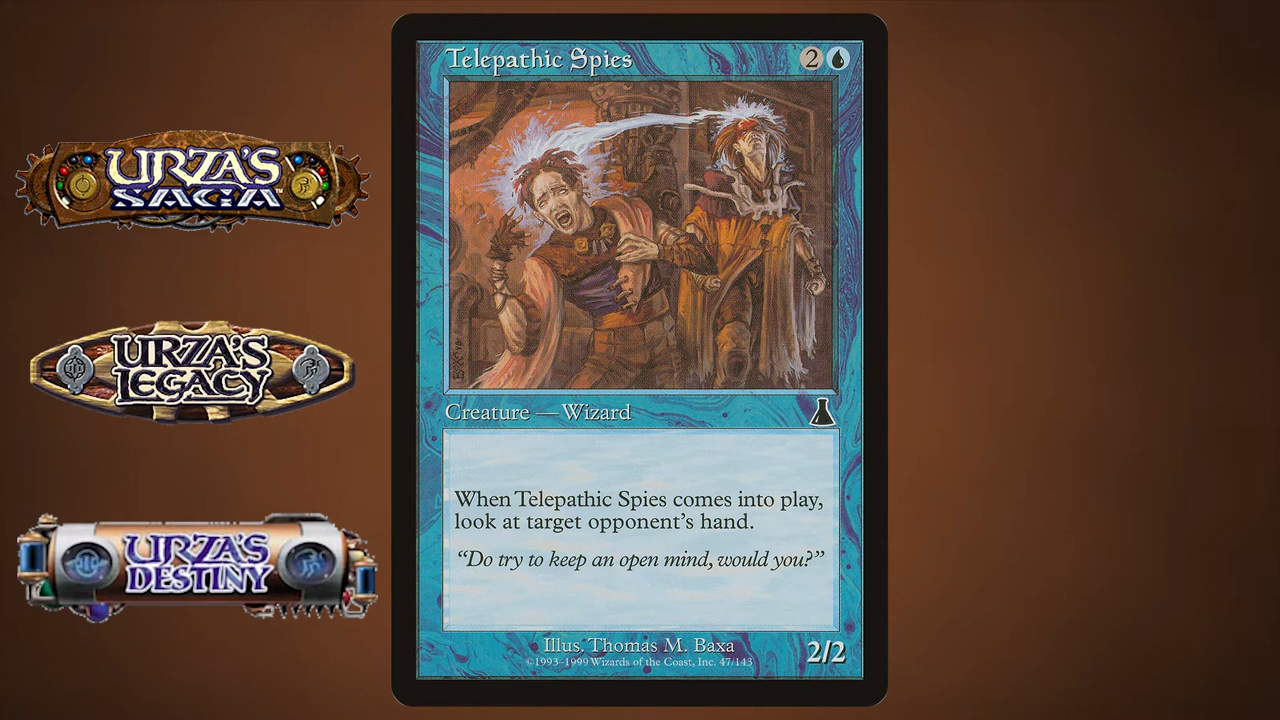 URZA'S
SAGA™
URZA'S
LEGACY
URZA'S
DESTINY
Telepathic Spies
2
Creature — Wizard
When Telepathic Spies comes into play,
look at target opponent's hand.
“Do try to keep an open mind, would you?”
Illus. Thomas M. Baxa
©1993–1999 Wizards of the Coast, Inc. 47/143
2/2